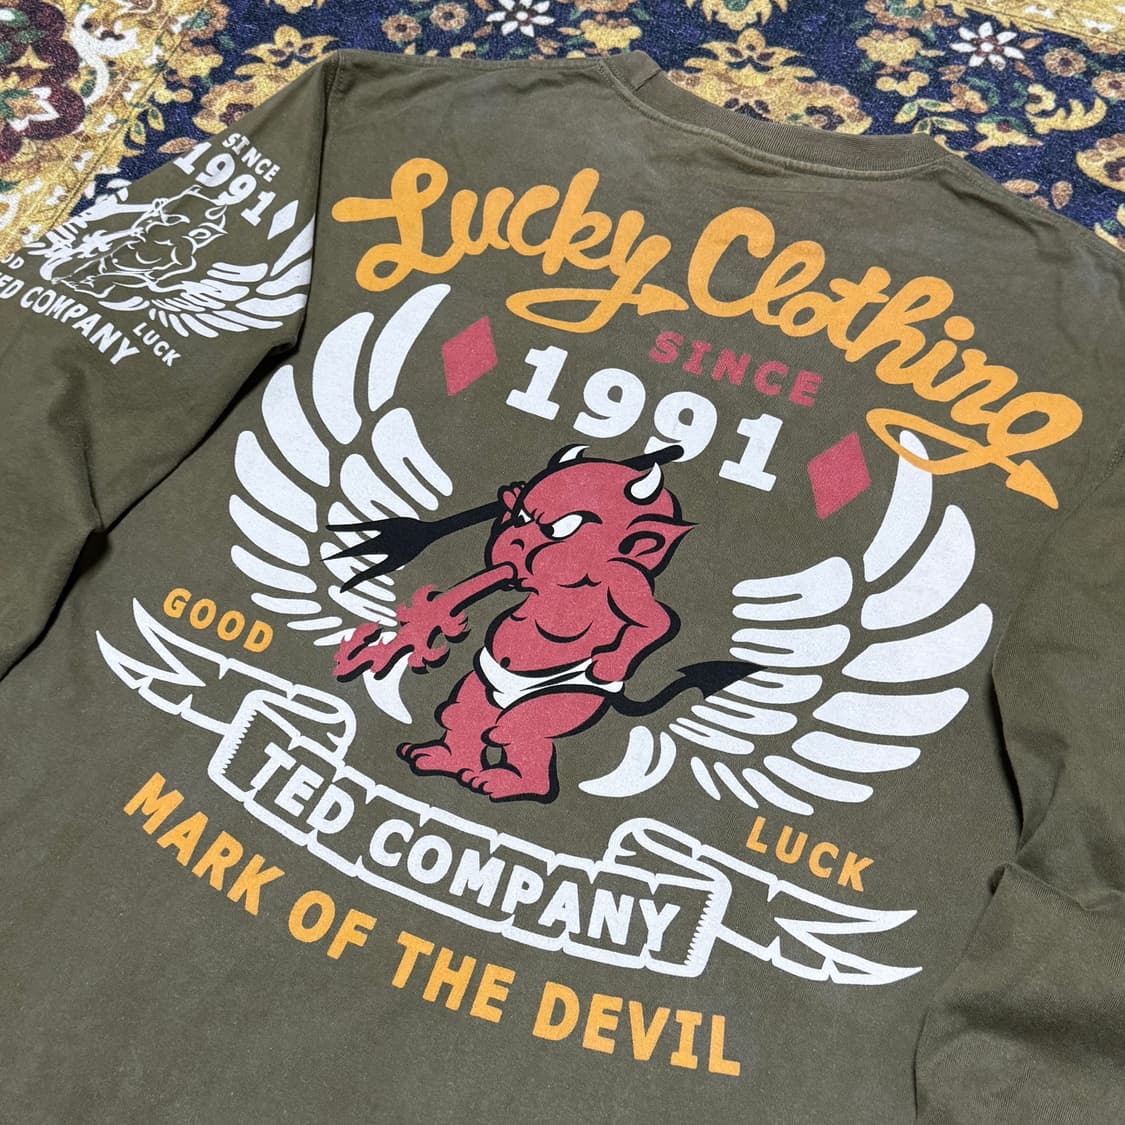 SINCE
1991
TED COMPANY
LUCK
Lucky Clothing
SINCE
1991
GOOD
LUCK
TED COMPANY
MARK OF THE DEVIL